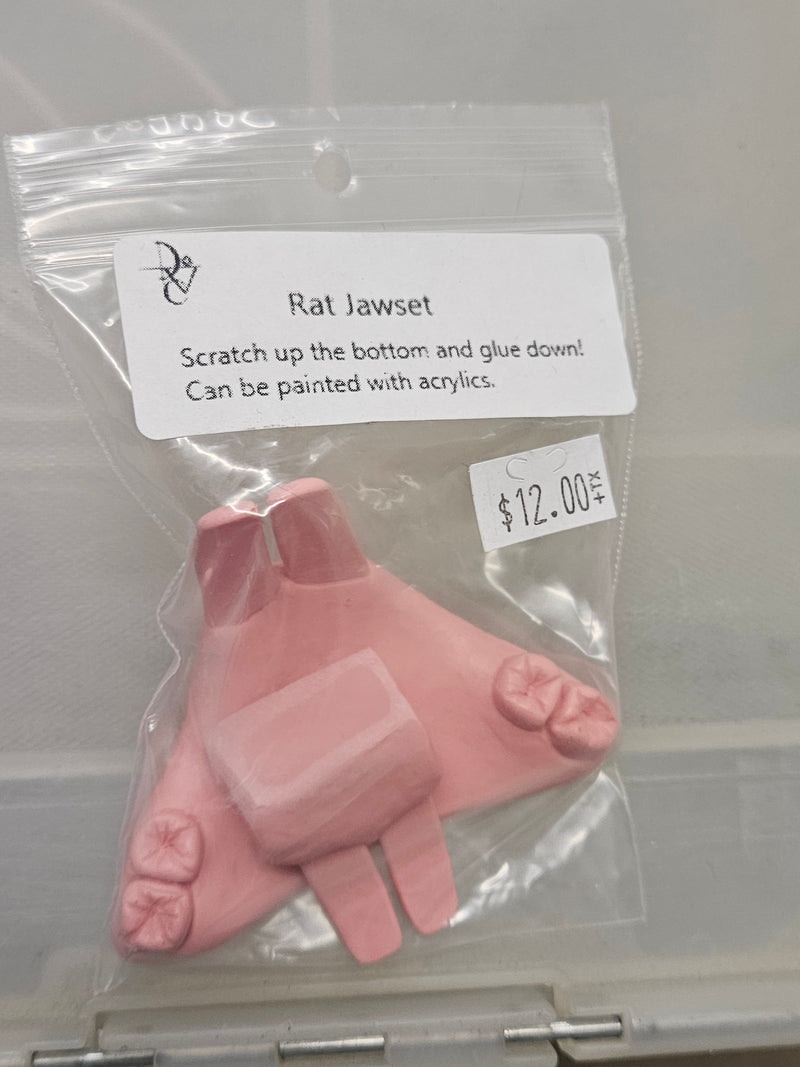 Rat Jawset
Scratch up the bottom and glue down!
Can be painted with acrylics.
$12.00+TX